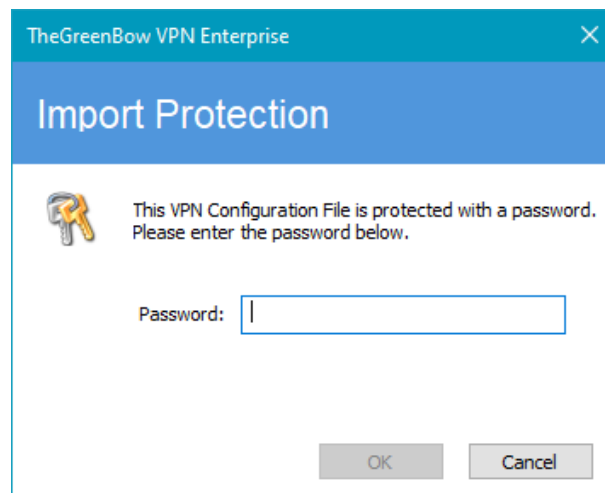 TheGreenBow VPN Enterprise
Import Protection
This VPN Configuration File is protected with a password.
Please enter the password below.
Password:
OK Cancel